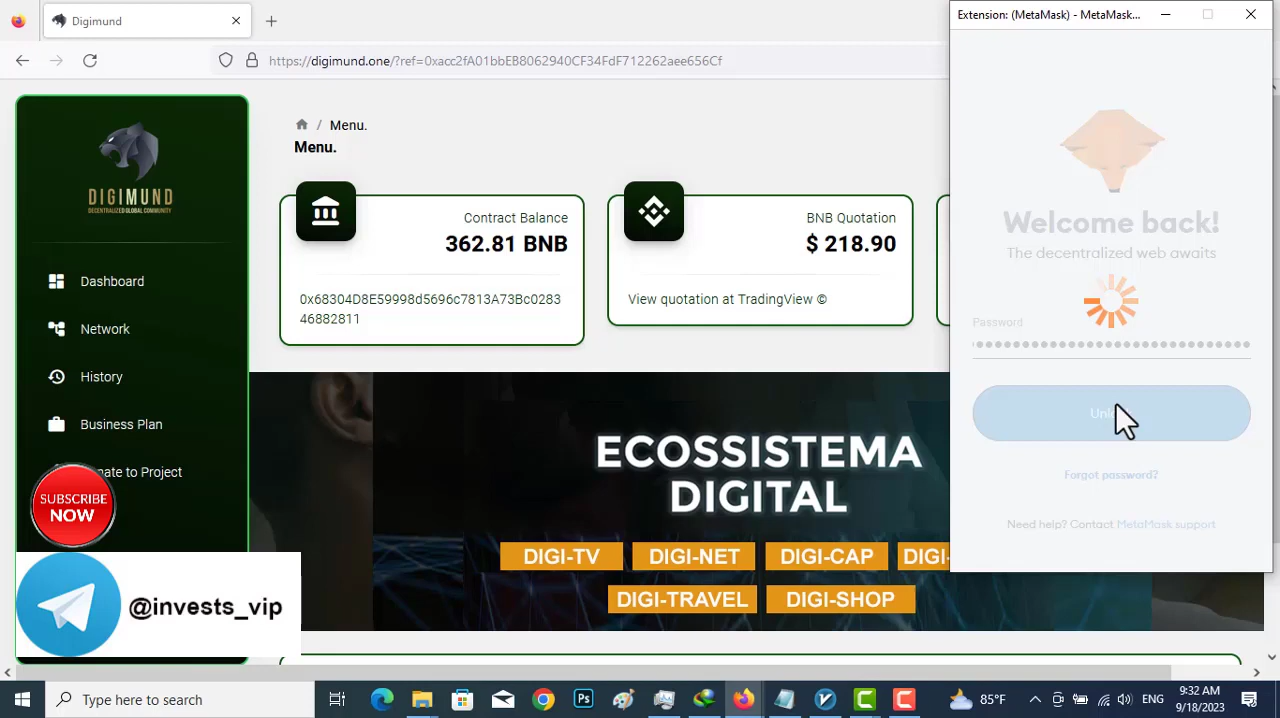 Digimund
Extension: (MetaMask) - MetaMask...
https://digimund.one/?ref=0xacc2fA01bbEB8062940CF34FdF712262aee656Cf
DIGIMUND
DECENTRALIZED GLOBAL COMMUNITY
Dashboard
Network
History
Business Plan
ate to Project
SUBSCRIBE
NOW
@invests_vip
/ Menu.
Menu.
Contract Balance
362.81 BNB
0x68304D8E59998d5696c7813A73Bc0283
46882811
BNB Quotation
$ 218.90
View quotation at TradingView ©
ECOSSISTEMA
DIGITAL
DIGI-TV DIGI-NET DIGI-CAP DIGI-
DIGI-TRAVEL DIGI-SHOP
Welcome back!
The decentralized web awaits
Password
Forgot password?
Need help? Contact MetaMask support
Type here to search
Ps
85°F
ENG
9:32 AM
9/18/2023